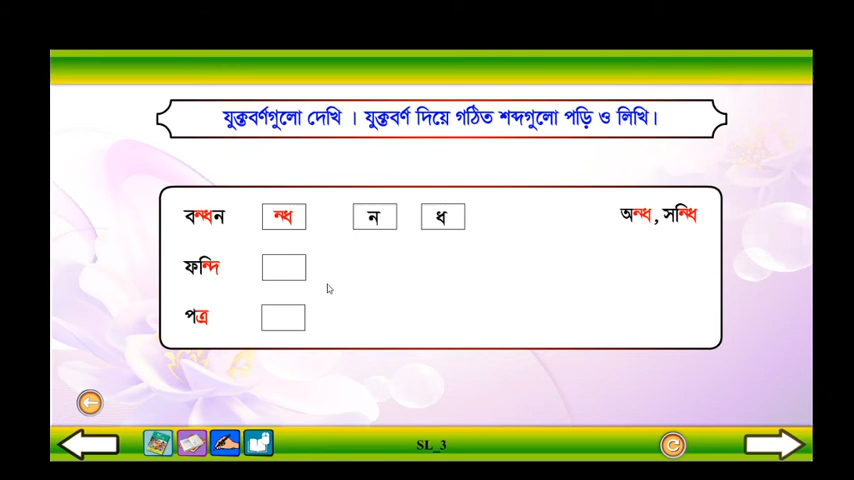 যুক্তবর্ণগুলো দেখি । যুক্তবর্ণ দিয়ে গঠিত শব্দগুলো পড়ি ও লিখি।
বন্ধন ন্ধ ন ধ অন্ধ , সন্ধি
ফন্দি
পত্র
SL_3